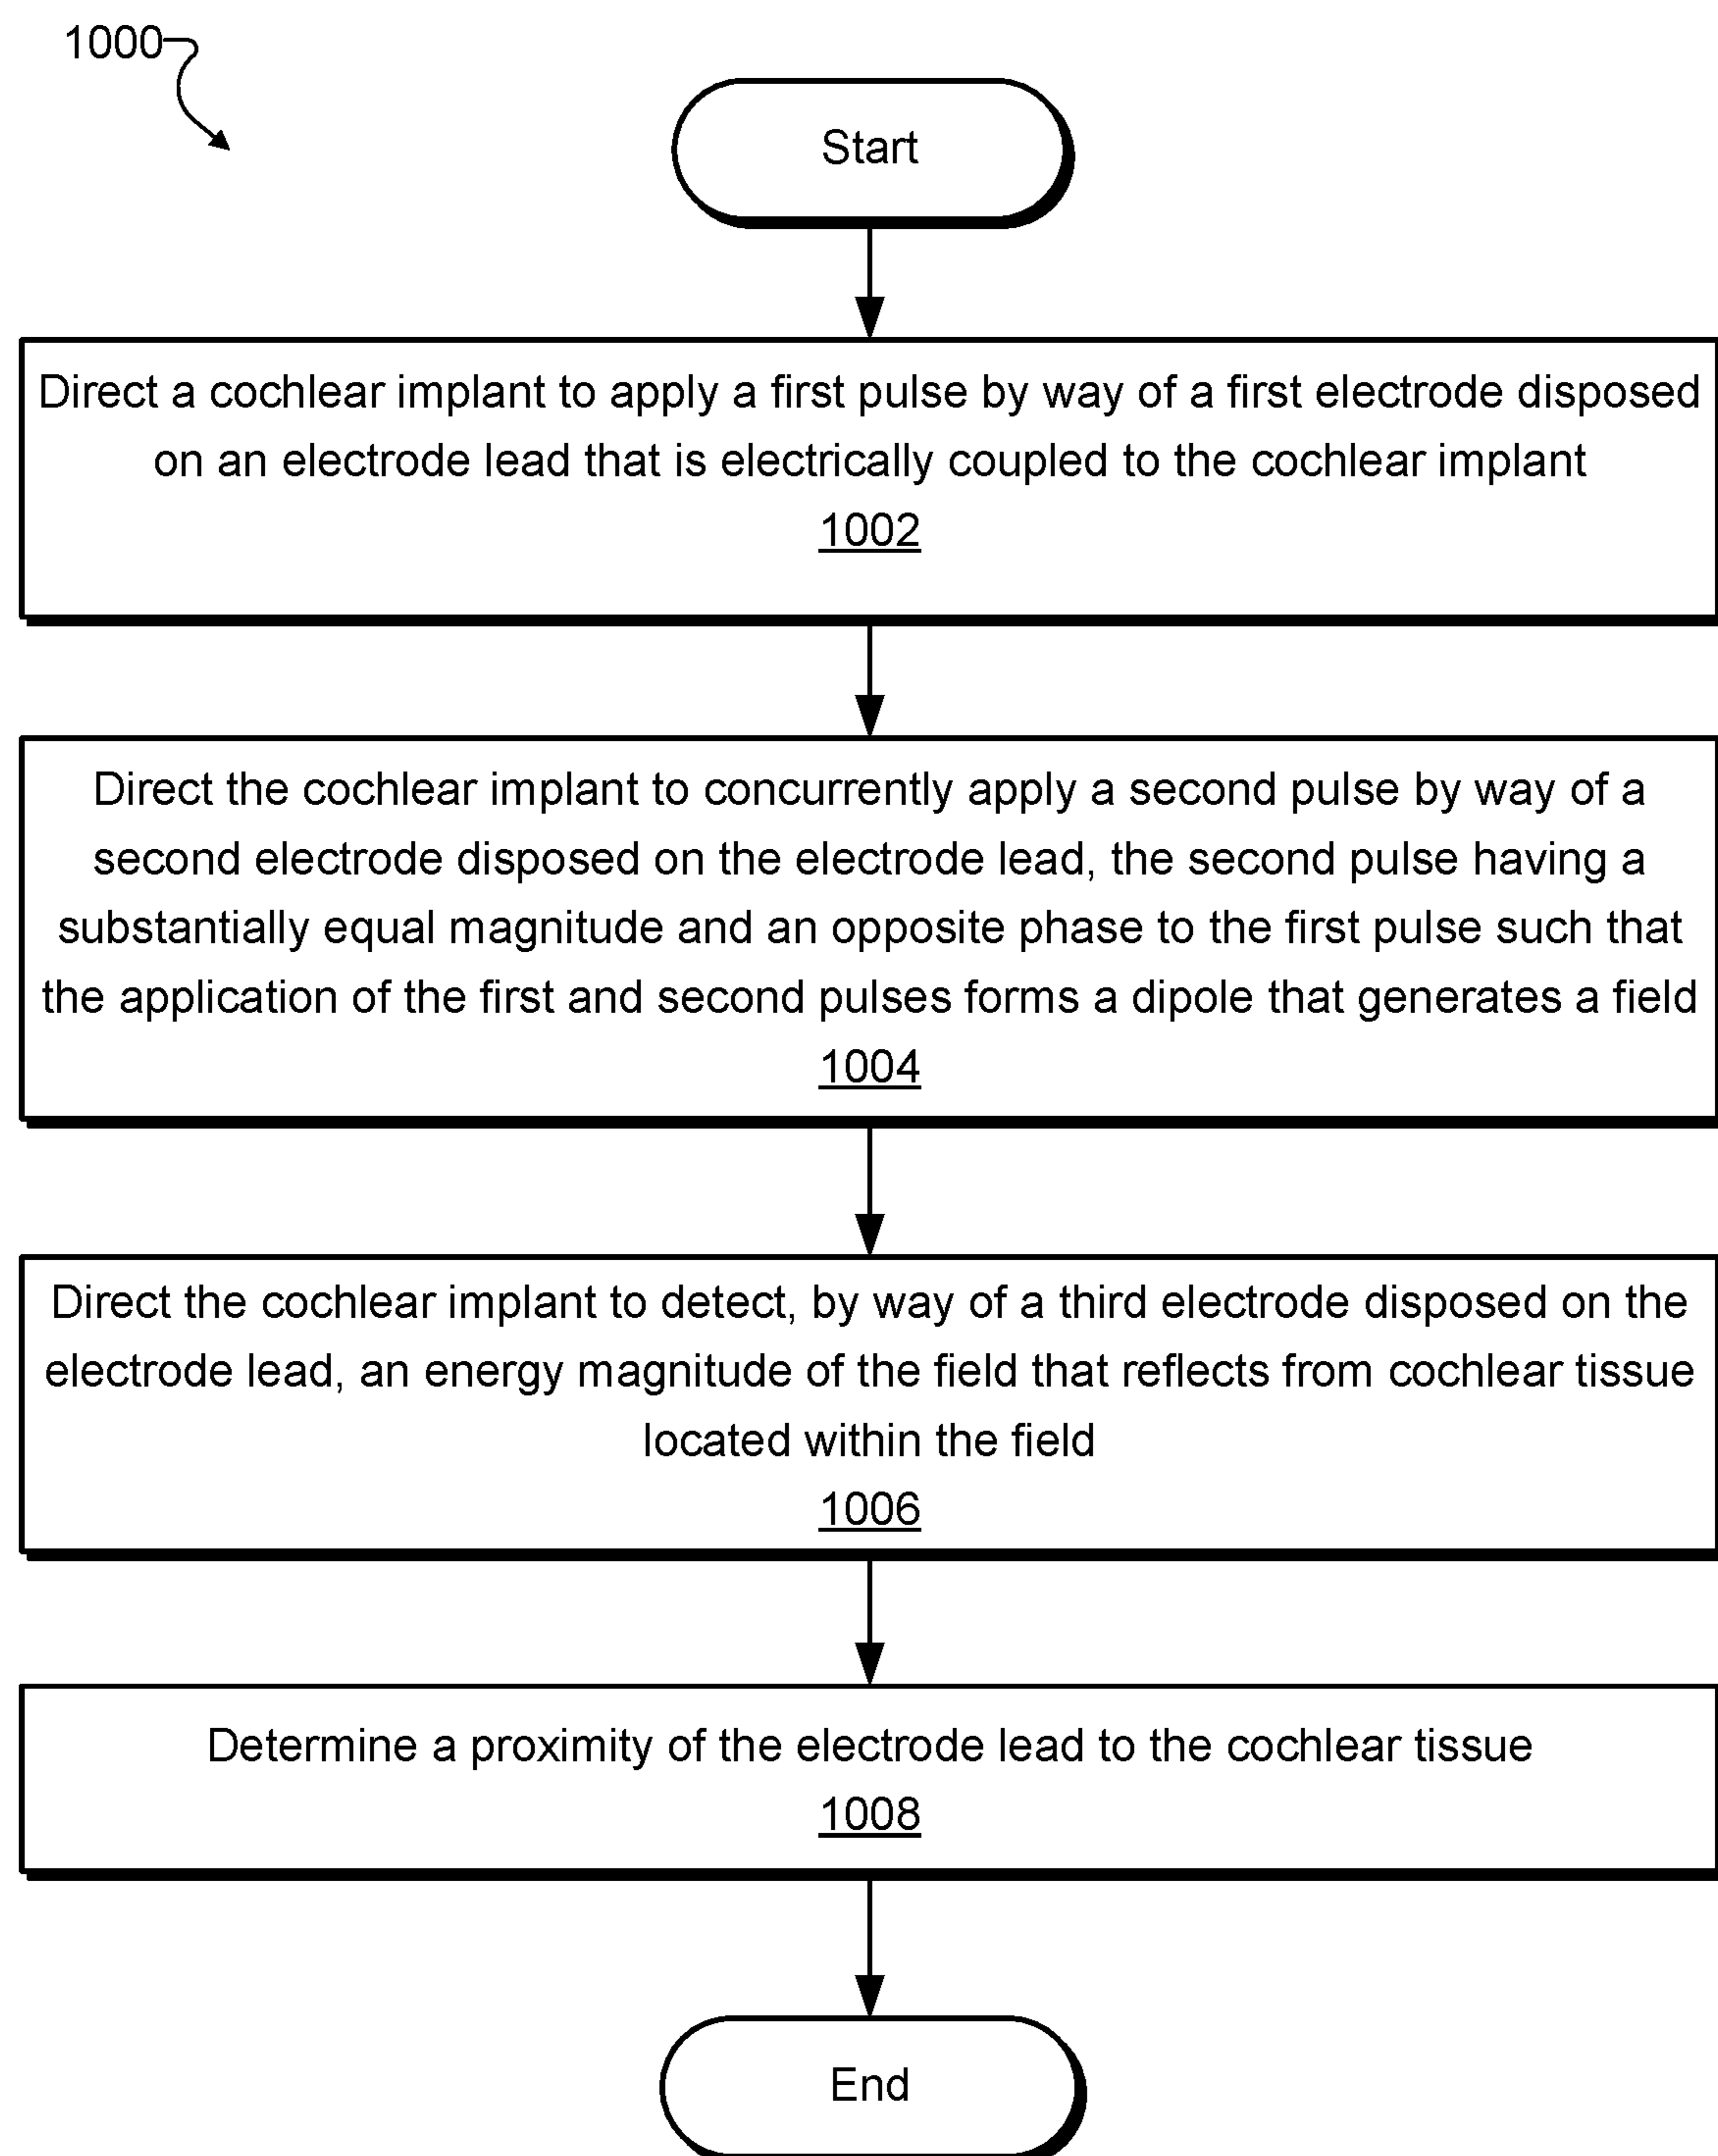 1000
Start
Direct a cochlear implant to apply a first pulse by way of a first electrode disposed
on an electrode lead that is electrically coupled to the cochlear implant
1002
Direct the cochlear implant to concurrently apply a second pulse by way of a
second electrode disposed on the electrode lead, the second pulse having a
substantially equal magnitude and an opposite phase to the first pulse such that
the application of the first and second pulses forms a dipole that generates a field
1004
Direct the cochlear implant to detect, by way of a third electrode disposed on the
electrode lead, an energy magnitude of the field that reflects from cochlear tissue
located within the field
1006
Determine a proximity of the electrode lead to the cochlear tissue
1008
End